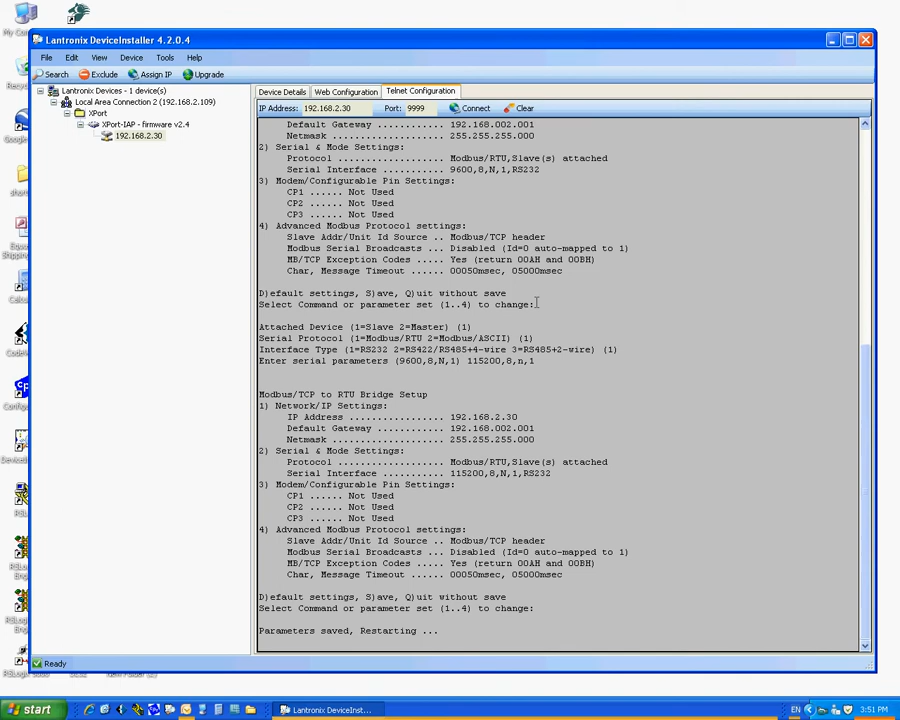 My Co
Lantronix DeviceInstaller 4.2.0.4
File Edit View Device Tools Help
Search Exclude Assign IP Upgrade
Lantronix Devices - 1 device(s)
Local Area Connection 2 (192.168.2.109)
XPort
XPort-IAP - firmware v2.4
192.168.2.30
Device Details Web Configuration Telnet Configuration
IP Address: 192.168.2.30 Port: 9999 Connect Clear
Default Gateway ............ 192.168.002.001
Netmask .................... 255.255.255.000
2) Serial & Mode Settings:
Protocol ................... Modbus/RTU,Slave(s) attached
Serial Interface ........... 9600,8,N,1,RS232
3) Modem/Configurable Pin Settings:
CP1 ...... Not Used
CP2 ...... Not Used
CP3 ...... Not Used
4) Advanced Modbus Protocol settings:
Slave Addr/Unit Id Source .. Modbus/TCP header
Modbus Serial Broadcasts ... Disabled (Id=0 auto-mapped to 1)
MB/TCP Exception Codes ..... Yes (return 00AH and 00BH)
Char, Message Timeout ...... 00050msec, 05000msec
D)efault settings, S)ave, Q)uit without save
Select Command or parameter set (1..4) to change:
Attached Device (1=Slave 2=Master) (1)
Serial Protocol (1=Modbus/RTU 2=Modbus/ASCII) (1)
Interface Type (1=RS232 2=RS422/RS485+4-wire 3=RS485+2-wire) (1)
Enter serial parameters (9600,8,N,1) 115200,8,n,1
Modbus/TCP to RTU Bridge Setup
1) Network/IP Settings:
IP Address ................. 192.168.2.30
Default Gateway ............ 192.168.002.001
Netmask .................... 255.255.255.000
2) Serial & Mode Settings:
Protocol ................... Modbus/RTU,Slave(s) attached
Serial Interface ........... 115200,8,N,1,RS232
3) Modem/Configurable Pin Settings:
CP1 ...... Not Used
CP2 ...... Not Used
CP3 ...... Not Used
4) Advanced Modbus Protocol settings:
Slave Addr/Unit Id Source .. Modbus/TCP header
Modbus Serial Broadcasts ... Disabled (Id=0 auto-mapped to 1)
MB/TCP Exception Codes ..... Yes (return 00AH and 00BH)
Char, Message Timeout ...... 00050msec, 05000msec
D)efault settings, S)ave, Q)uit without save
Select Command or parameter set (1..4) to change:
Parameters saved, Restarting ...
Ready
start Lantronix DeviceInst... EN 3:51 PM